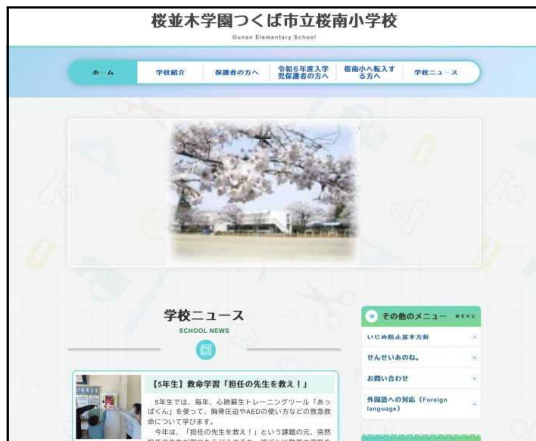 桜並木学園つくば市立桜南小学校
Ounan Elementary School
ホーム
学校紹介
保護者の方へ
令和6年度入学
児保護者の方へ
桜南小へ転入す
る方へ
学校ニュース
学校ニュース
SCHOOL NEWS
【5年生】救命学習「担任の先生を救え!」
5年生では、毎年、心肺蘇生トレーニングツール「あっ
ぱくん」を使って、胸骨圧迫やAEDの使い方などの救急救
命について学びます。
今年は、「担任の先生を救え!」という課題の元、突然
その他のメニュー MENU
いじめ防止基本方針
せんせいあのね。
お問い合わせ
外国語への対応(Foreign
language)